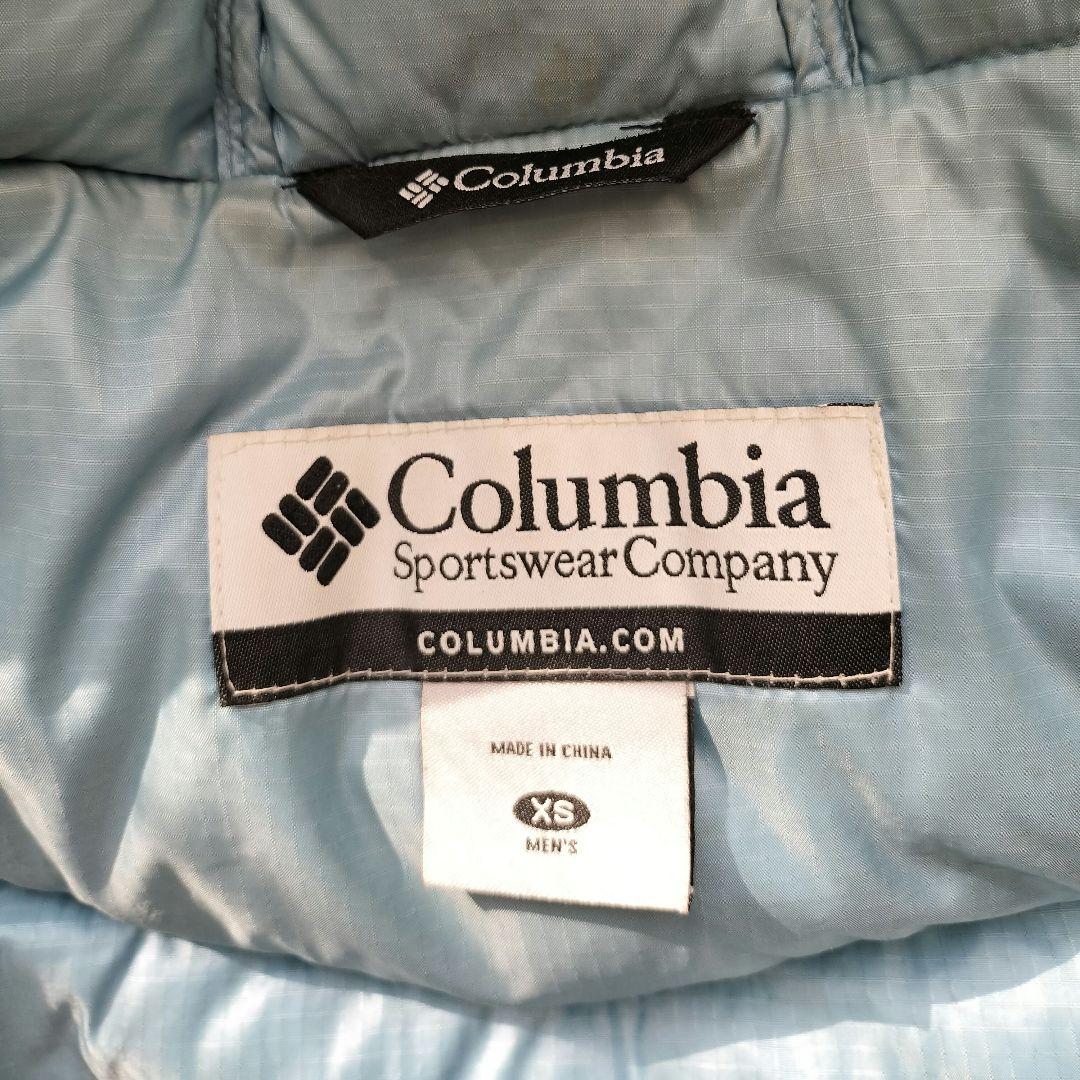 Columbia
Columbia
Sportswear Company
COLUMBIA.COM
MADE IN CHINA
XS
MEN'S